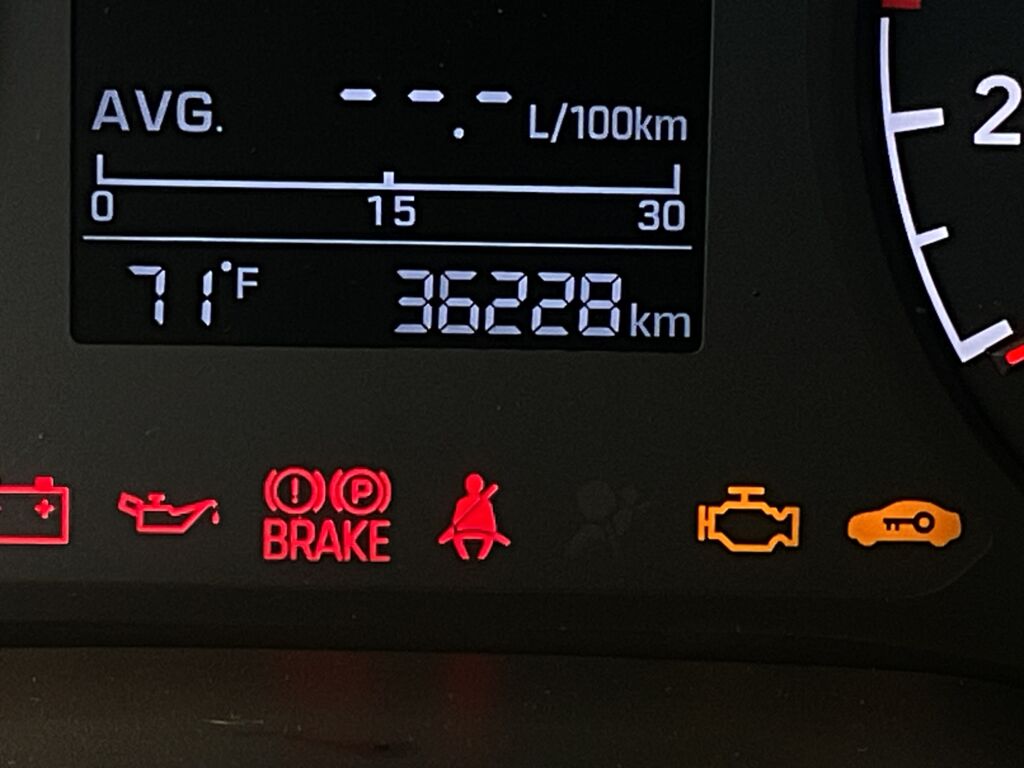 AVG. --.- L/100km
2
0 15 30
71°F 36228 km
! P
BRAKE